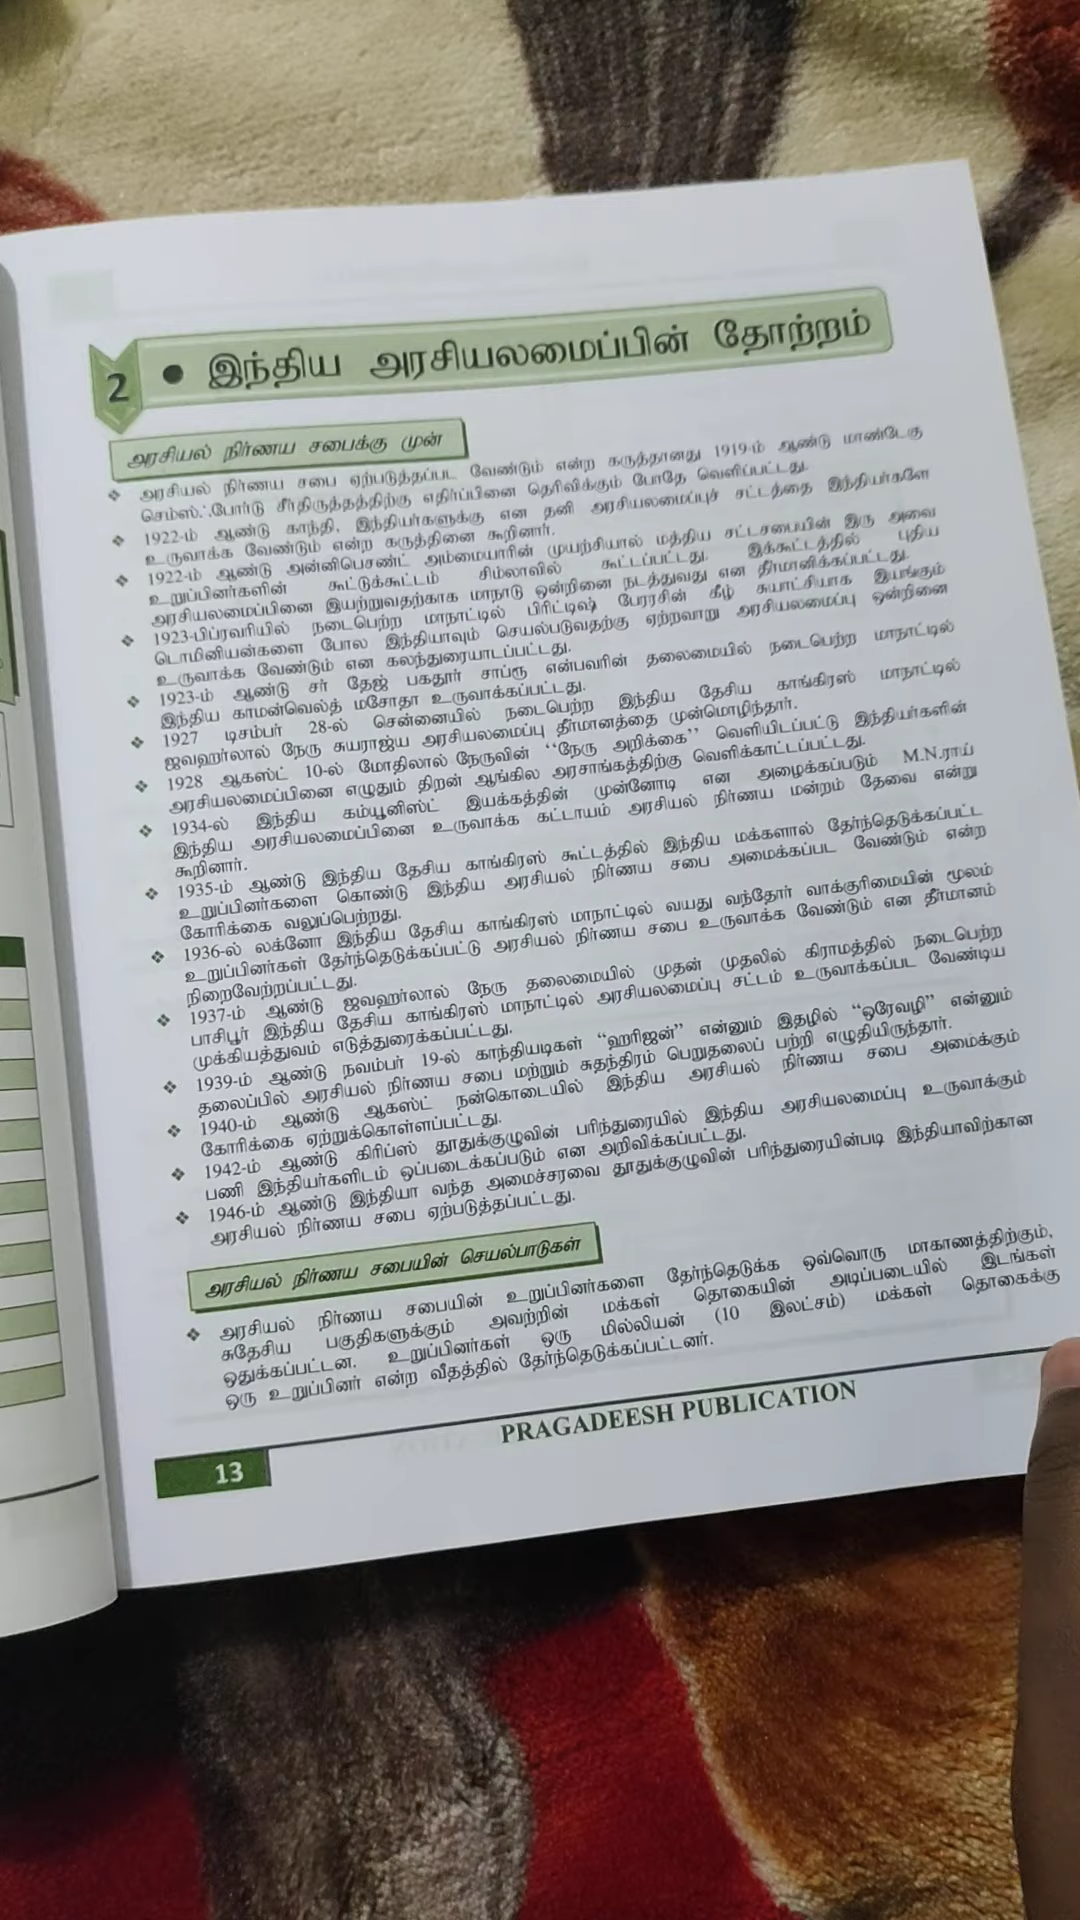 2 • இந்திய அரசியலமைப்பின் தோற்றம்
அரசியல் நிர்ணய சபைக்கு முன்
❖ அரசியல் நிர்ணய சபை ஏற்படுத்தப்பட வேண்டும் என்ற கருத்தானது 1919-ம் ஆண்டு மாண்டேகு
செம்ஸ்ஃபோர்டு சீர்திருத்தத்திற்கு எதிர்ப்பினை தெரிவிக்கும் போதே வெளிப்பட்டது.
❖ 1922-ம் ஆண்டு காந்தி, இந்தியர்களுக்கு என தனி அரசியலமைப்புச் சட்டத்தை இந்தியர்களே
உருவாக்க வேண்டும் என்ற கருத்தினை கூறினார்.
❖ 1922-ம் ஆண்டு அன்னிபெசண்ட் அம்மையாரின் முயற்சியால் மத்திய சட்டசபையின் இரு அவை
உறுப்பினர்களின் கூட்டுக்கூட்டம் சிம்லாவில் கூட்டப்பட்டது. இக்கூட்டத்தில் புதிய
அரசியலமைப்பினை இயற்றுவதற்காக மாநாடு ஒன்றினை நடத்துவது என தீர்மானிக்கப்பட்டது.
❖ 1923-பிப்ரவரியில் நடைபெற்ற மாநாட்டில் பிரிட்டிஷ் பேரரசின் கீழ் சுயாட்சியாக இயங்கும்
டொமினியன்களை போல இந்தியாவும் செயல்படுவதற்கு ஏற்றவாறு அரசியலமைப்பு ஒன்றினை
உருவாக்க வேண்டும் என கலந்துரையாடப்பட்டது.
❖ 1923-ம் ஆண்டு சர் தேஜ் பகதூர் சாப்ரூ என்பவரின் தலைமையில் நடைபெற்ற மாநாட்டில்
இந்திய காமன்வெல்த் மசோதா உருவாக்கப்பட்டது.
❖ 1927 டிசம்பர் 28-ல் சென்னையில் நடைபெற்ற இந்திய தேசிய காங்கிரஸ் மாநாட்டில்
ஜவஹர்லால் நேரு சுயராஜ்ய அரசியலமைப்பு தீர்மானத்தை முன்மொழிந்தார்.
❖ 1928 ஆகஸ்ட் 10-ல் மோதிலால் நேருவின் “நேரு அறிக்கை” வெளியிடப்பட்டு இந்தியர்களின்
அரசியலமைப்பினை எழுதும் திறன் ஆங்கில அரசாங்கத்திற்கு வெளிக்காட்டப்பட்டது.
❖ 1934-ல் இந்திய கம்யூனிஸ்ட் இயக்கத்தின் முன்னோடி என அழைக்கப்படும் M.N.ராய்
இந்திய அரசியலமைப்பினை உருவாக்க கட்டாயம் அரசியல் நிர்ணய மன்றம் தேவை என்று
கூறினார்.
❖ 1935-ம் ஆண்டு இந்திய தேசிய காங்கிரஸ் கூட்டத்தில் இந்திய மக்களால் தேர்ந்தெடுக்கப்பட்ட
உறுப்பினர்களை கொண்டு இந்திய அரசியல் நிர்ணய சபை அமைக்கப்பட வேண்டும் என்ற
கோரிக்கை வலுப்பெற்றது.
❖ 1936-ல் லக்னோ இந்திய தேசிய காங்கிரஸ் மாநாட்டில் வயது வந்தோர் வாக்குரிமையின் மூலம்
உறுப்பினர்கள் தேர்ந்தெடுக்கப்பட்டு அரசியல் நிர்ணய சபை உருவாக்க வேண்டும் என தீர்மானம்
நிறைவேற்றப்பட்டது.
❖ 1937-ம் ஆண்டு ஜவஹர்லால் நேரு தலைமையில் முதன் முதலில் கிராமத்தில் நடைபெற்ற
பாசிபூர் இந்திய தேசிய காங்கிரஸ் மாநாட்டில் அரசியலமைப்பு சட்டம் உருவாக்கப்பட வேண்டிய
முக்கியத்துவம் எடுத்துரைக்கப்பட்டது.
❖ 1939-ம் ஆண்டு நவம்பர் 19-ல் காந்தியடிகள் “ஹரிஜன்” என்னும் இதழில் “ஒரேவழி” என்னும்
தலைப்பில் அரசியல் நிர்ணய சபை மற்றும் சுதந்திரம் பெறுதலைப் பற்றி எழுதியிருந்தார்.
❖ 1940-ம் ஆண்டு ஆகஸ்ட் நன்கொடையில் இந்திய அரசியல் நிர்ணய சபை அமைக்கும்
கோரிக்கை ஏற்றுக்கொள்ளப்பட்டது.
❖ 1942-ம் ஆண்டு கிரிப்ஸ் தூதுக்குழுவின் பரிந்துரையில் இந்திய அரசியலமைப்பு உருவாக்கும்
பணி இந்தியர்களிடம் ஒப்படைக்கப்படும் என அறிவிக்கப்பட்டது.
❖ 1946-ம் ஆண்டு இந்தியா வந்த அமைச்சரவை தூதுக்குழுவின் பரிந்துரையின்படி இந்தியாவிற்கான
அரசியல் நிர்ணய சபை ஏற்படுத்தப்பட்டது.
அரசியல் நிர்ணய சபையின் செயல்பாடுகள்
❖ அரசியல் நிர்ணய சபையின் உறுப்பினர்களை தேர்ந்தெடுக்க ஒவ்வொரு மாகாணத்திற்கும்,
சுதேசிய பகுதிகளுக்கும் அவற்றின் மக்கள் தொகையின் அடிப்படையில் இடங்கள்
ஒதுக்கப்பட்டன. உறுப்பினர்கள் ஒரு மில்லியன் (10 இலட்சம்) மக்கள் தொகைக்கு
ஒரு உறுப்பினர் என்ற வீதத்தில் தேர்ந்தெடுக்கப்பட்டனர்.
PRAGADEESH PUBLICATION
13